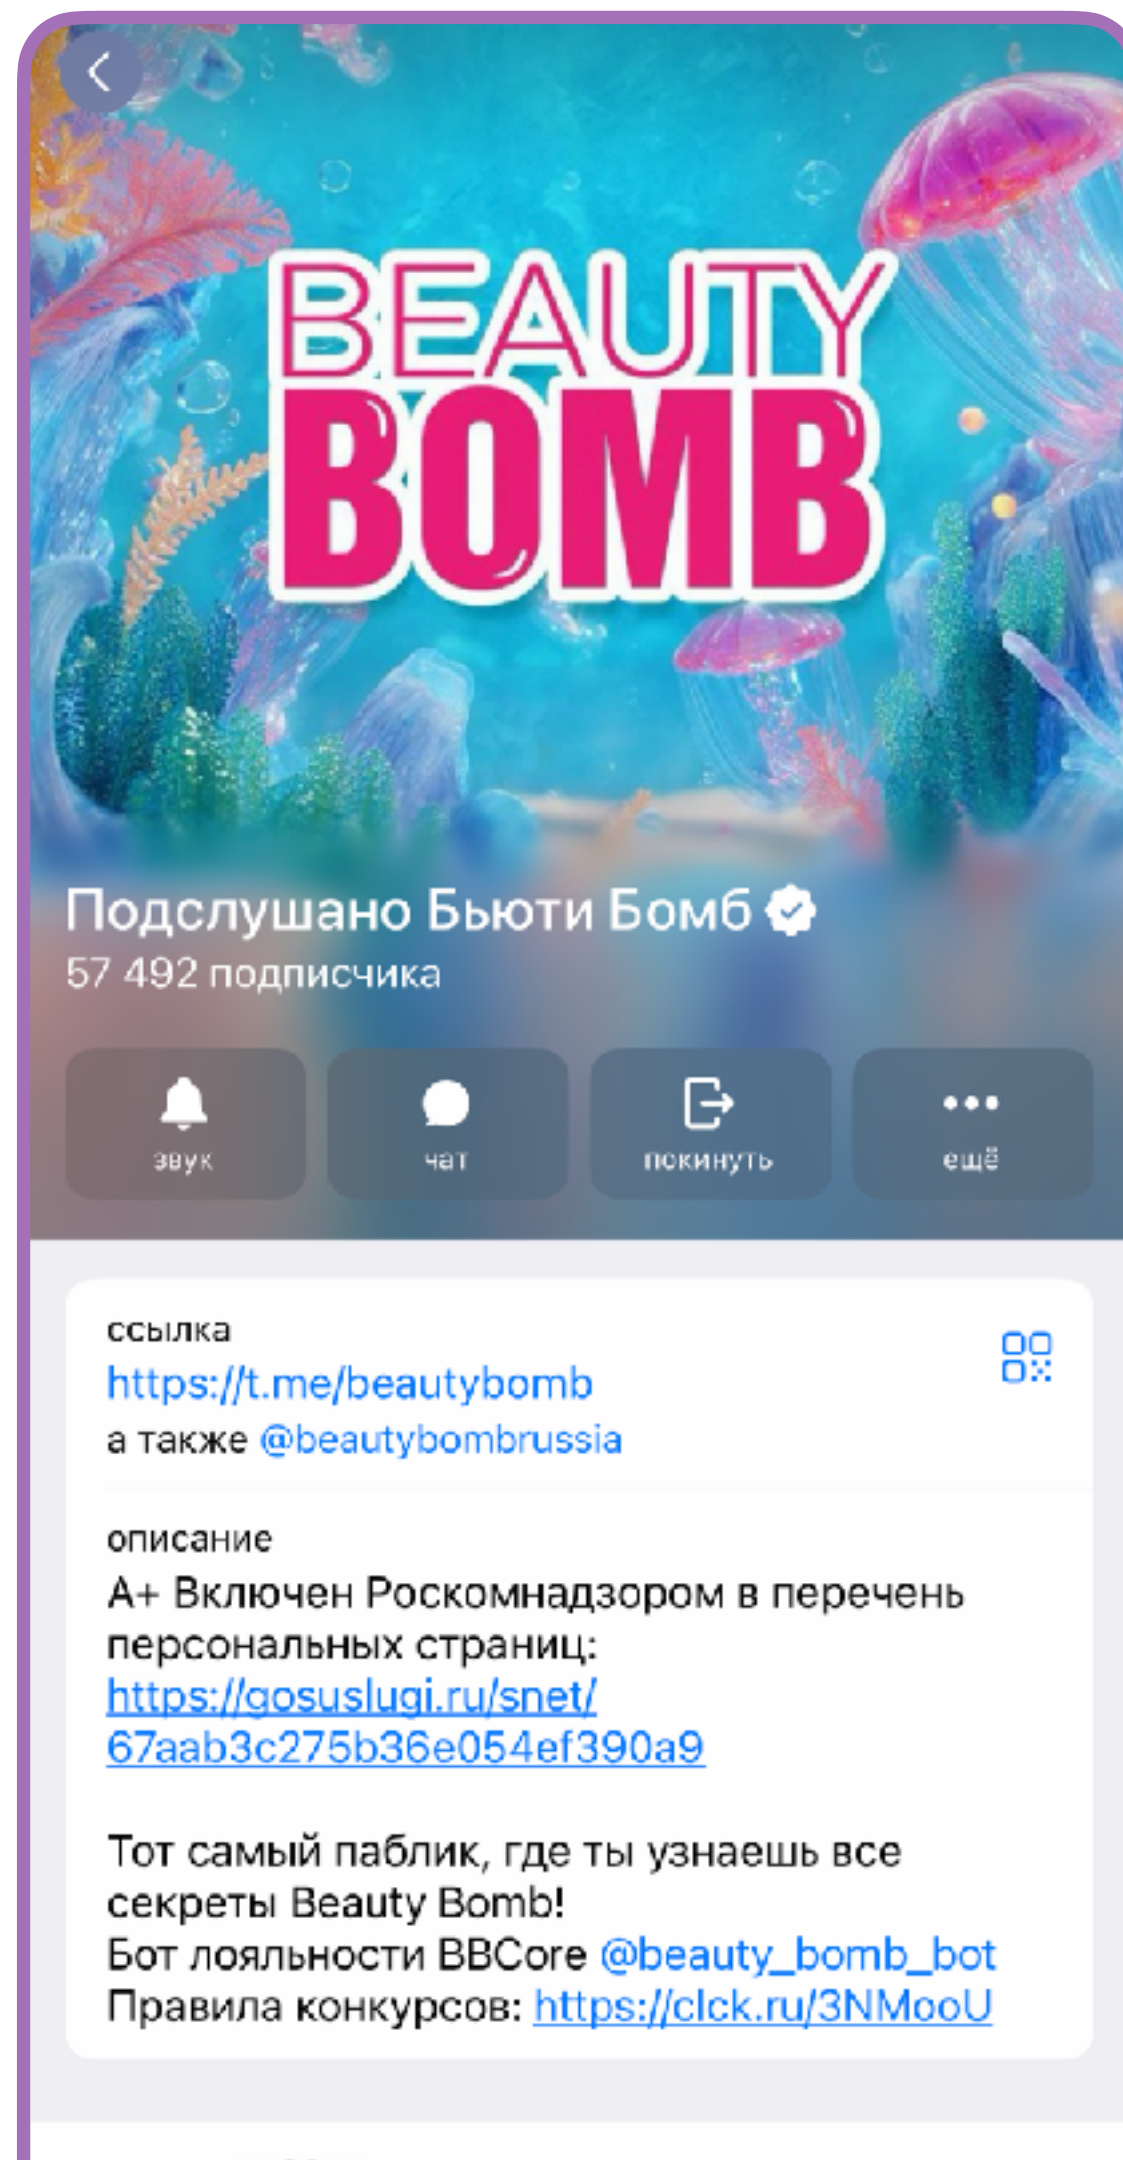 BEAUTY
BOMB
Подслушано Бьюти Бомб
57 492 подписчика
звук
чат
покинуть
ещё
ссылка
https://t.me/beautybomb
а также @beautybombrussia
описание
А+ Включен Роскомнадзором в перечень
персональных страниц:
https://gosuslugi.ru/snet/
67aab3c275b36e054ef390a9
Тот самый паблик, где ты узнаешь все
секреты Beauty Bomb!
Бот лояльности BBCore @beauty_bomb_bot
Правила конкурсов: https://clck.ru/3NMooU